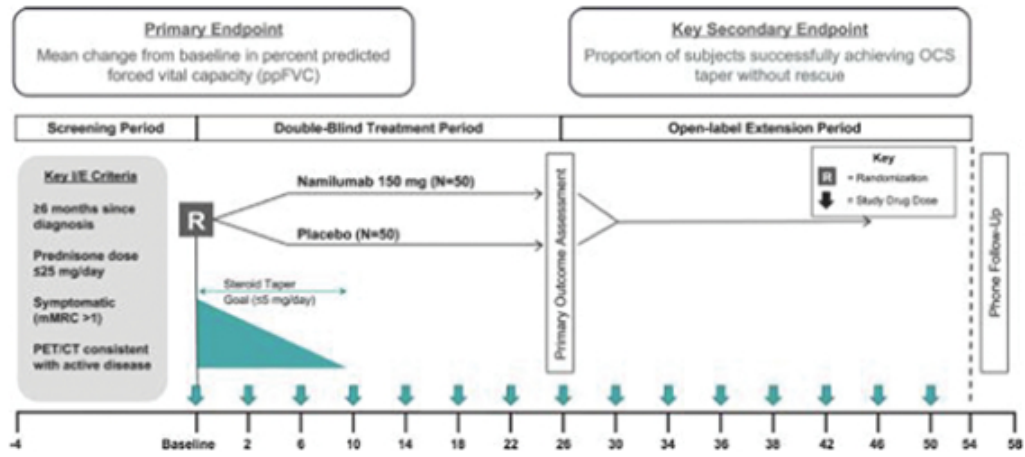 Primary Endpoint
Mean change from baseline in percent predicted
forced vital capacity (ppFVC)
Key Secondary Endpoint
Proportion of subjects successfully achieving OCS
taper without rescue
Screening Period
Double-Blind Treatment Period
Open-label Extension Period
Key I/E Criteria
≥6 months since
diagnosis
Prednisone dose
≤25 mg/day
Symptomatic
(mMRC >1)
PET/CT consistent
with active disease
R
Namilumab 150 mg (N=50)
Placebo (N=50)
Steroid Taper
Goal (≤5 mg/day)
Primary Outcome Assessment
Key
R = Randomization
= Study Drug Dose
Phone Follow-Up
-4 Baseline 2 6 10 14 18 22 26 30 34 36 38 42 46 50 54 58